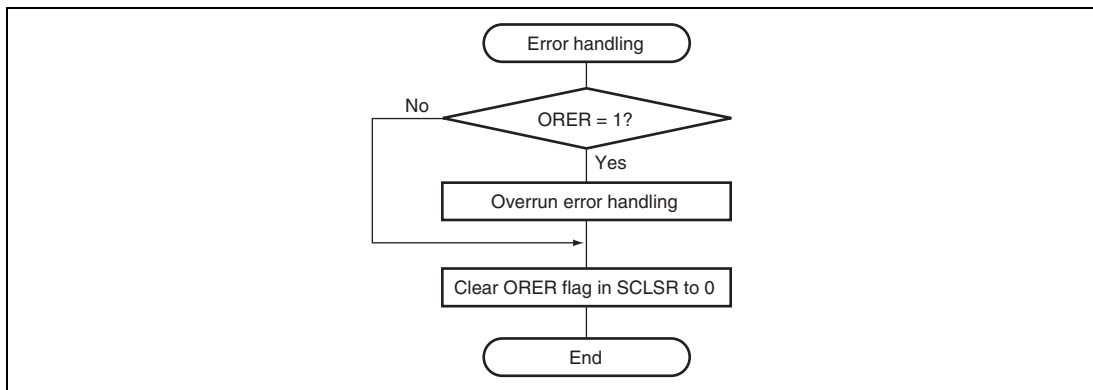 Error handling
No
ORER = 1?
Yes
Overrun error handling
Clear ORER flag in SCLSR to 0
End